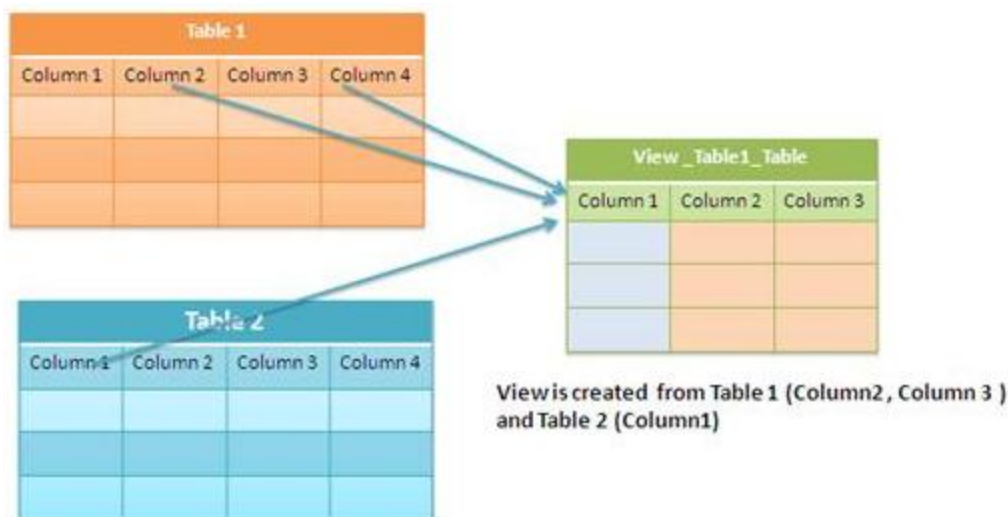 Table 1
Column 1 Column 2 Column 3 Column 4
View_Table1_Table
Column 1 Column 2 Column 3
Table 2
Column 1 Column 2 Column 3 Column 4
View is created from Table 1 (Column2, Column 3 )
and Table 2 (Column1)